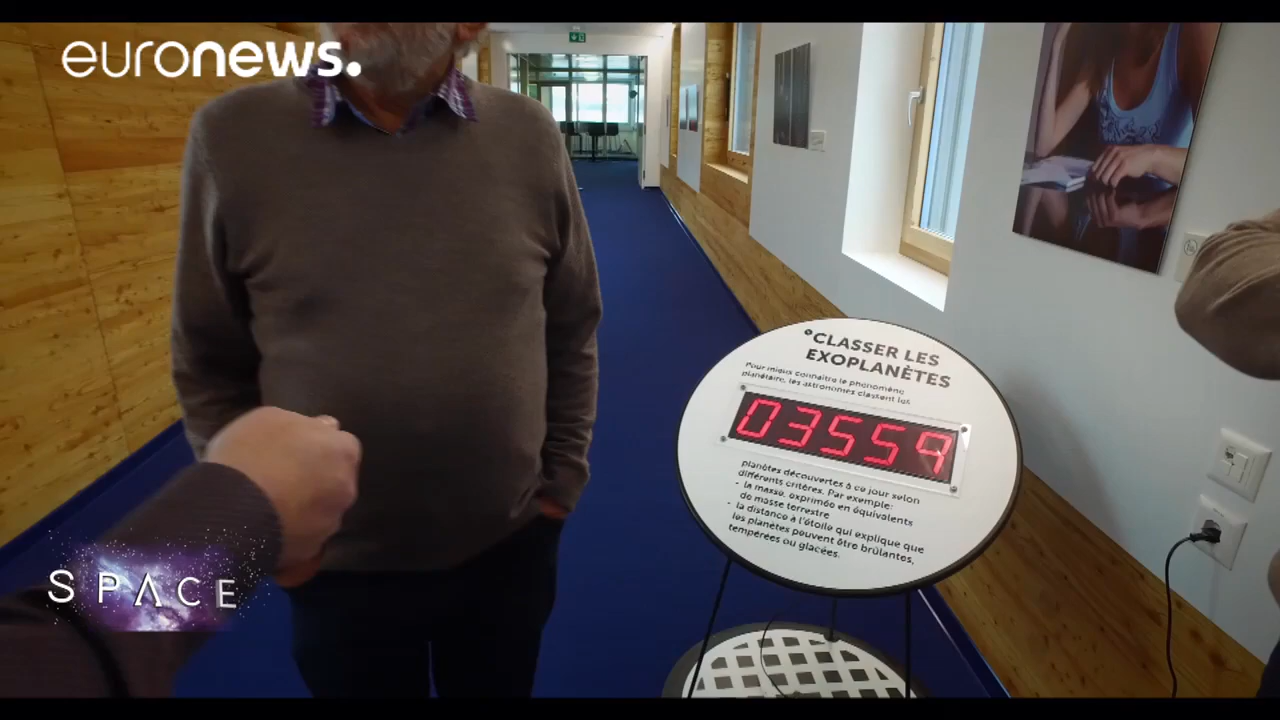 euronews.
CLASSER LES
EXOPLANÈTES
Pour mieux connaître le phénomène
planétaire, les astronomes classent les
03559
planètes découvertes à ce jour selon
différents critères. Par exemple:
- la masse, exprimée en équivalents
de masse terrestre
- la distance à l'étoile qui explique que
les planètes peuvent être brûlantes,
tempérées ou glacées.
SPACE